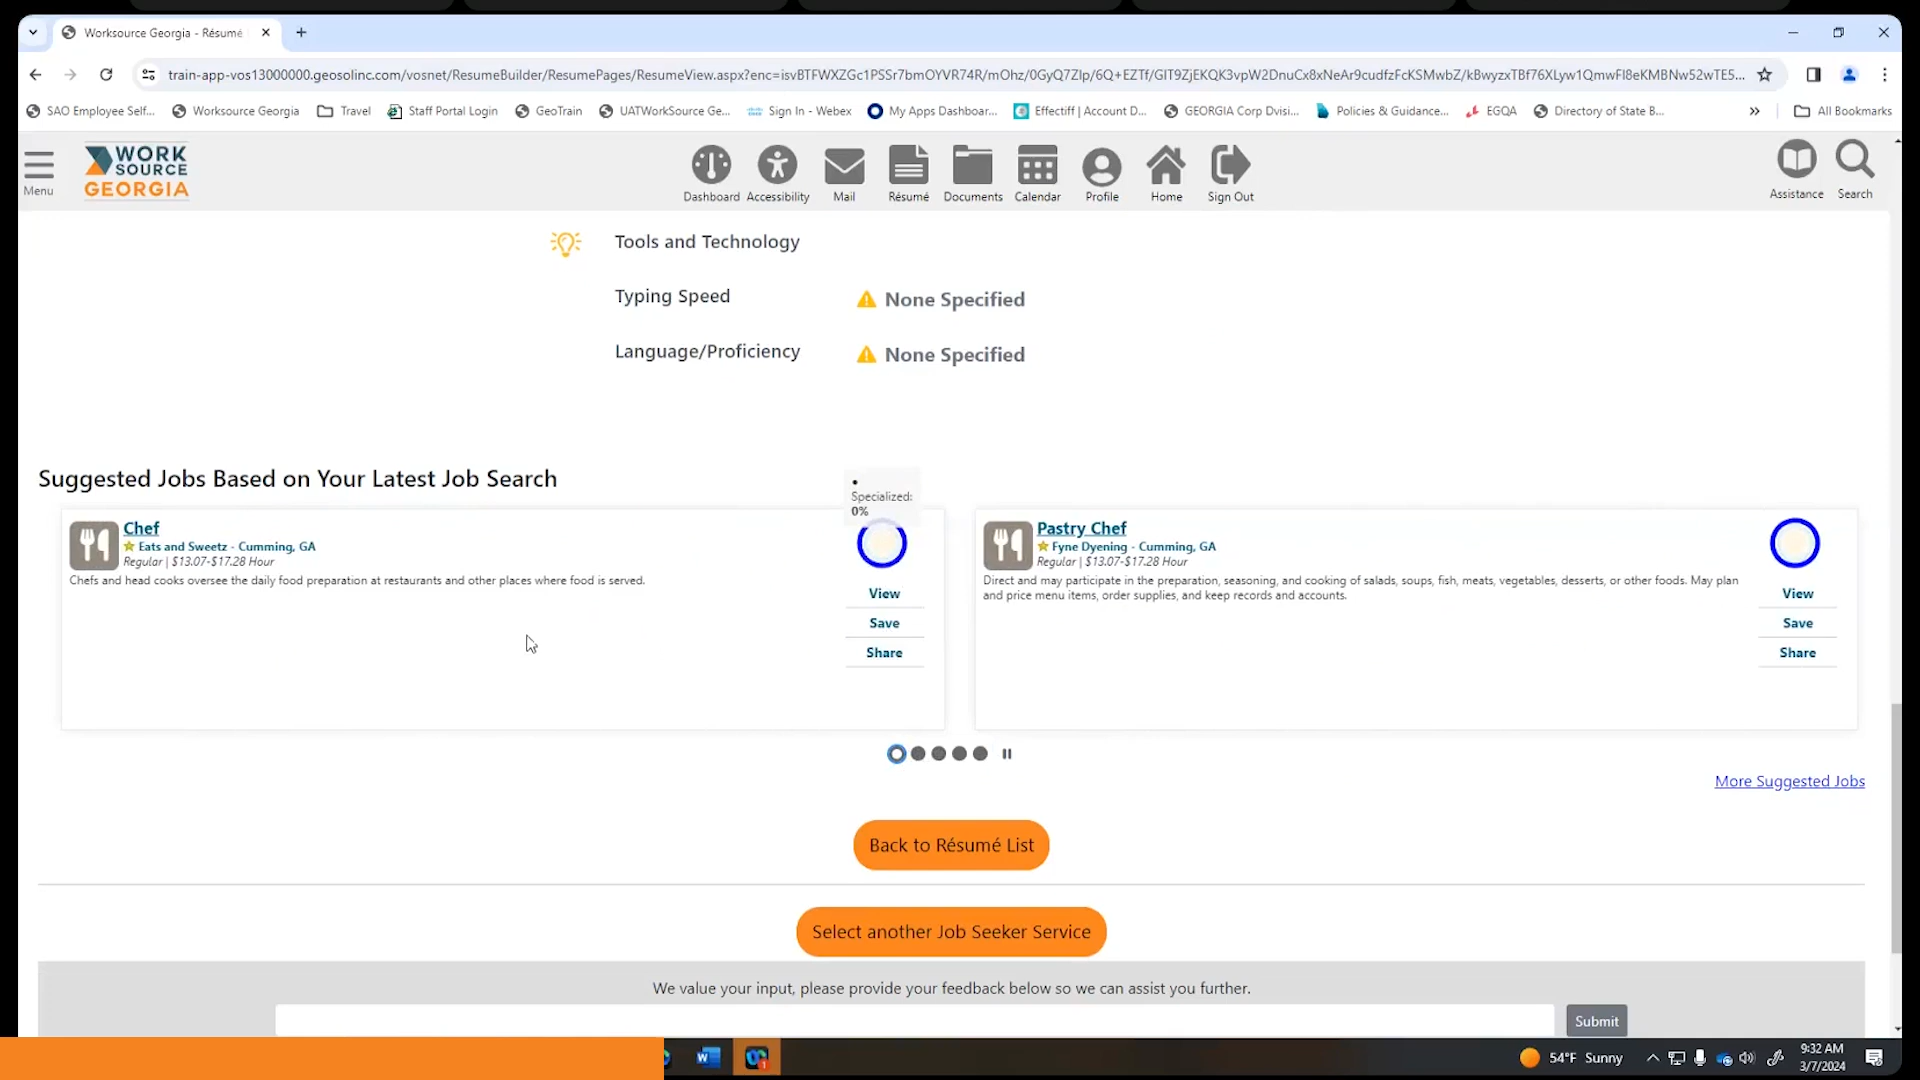 Worksource Georgia - Résumé
train-app-vos13000000.geosolinc.com/vosnet/ResumeBuilder/ResumePages/ResumeView.aspx?enc=isvBTFWXZGc1PSSr7bmOYVR74R/mOhz/0GyQ7ZIp/6Q+EZTf/GIT9ZjEKQK3vpW2DnuCx8xNeAr9cudfzFcKSMwbZ/kBwyzxTBf76XLyw1QmwFI8eKMBNw52wTE5...
SAO Employee Self... Worksource Georgia Travel Staff Portal Login GeoTrain UATWorkSource Ge... Sign In - Webex My Apps Dashboar... Effectiff | Account D... GEORGIA Corp Dvisi... Policies & Guidance... EGQA Directory of State B... » All Bookmarks
Menu
WORK
SOURCE
GEORGIA
Dashboard Accessibility Mail Résumé Documents Calendar Profile Home Sign Out
Assistance Search
Tools and Technology
Typing Speed None Specified
Language/Proficiency None Specified
Suggested Jobs Based on Your Latest Job Search
Specialized:
0%
Chef
Eats and Sweetz - Cumming, GA
Regular | $13.07-$17.28 Hour
Chefs and head cooks oversee the daily food preparation at restaurants and other places where food is served.
View
Save
Share
Pastry Chef
Fyne Dyening - Cumming, GA
Regular | $13.07-$17.28 Hour
Direct and may participate in the preparation, seasoning, and cooking of salads, soups, fish, meats, vegetables, desserts, or other foods. May plan
and price menu items, order supplies, and keep records and accounts.
View
Save
Share
More Suggested Jobs
Back to Résumé List
Select another Job Seeker Service
We value your input, please provide your feedback below so we can assist you further.
Submit
54°F Sunny
9:32 AM
3/7/2024